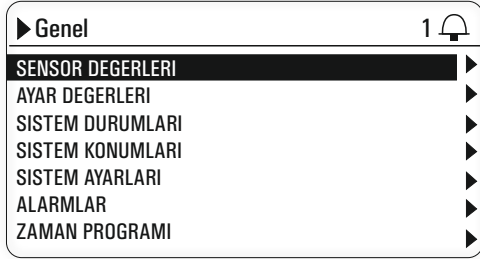 Genel 1
SENSOR DEGERLERI
AYAR DEGERLERI
SISTEM DURUMLARI
SISTEM KONUMLARI
SISTEM AYARLARI
ALARMLAR
ZAMAN PROGRAMI